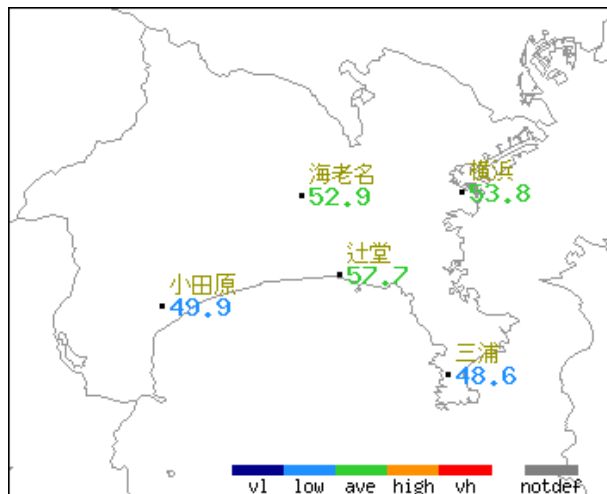 海老名
52.9
横浜
53.8
辻堂
57.7
小田原
49.9
三浦
48.6
vl low ave high vh notdef